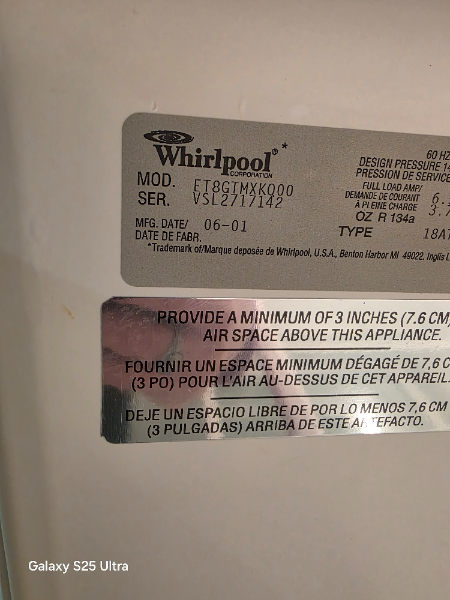 Whirlpool *
CORPORATION
MOD. ET8GTMXKQ00
SER. VSL2717142
MFG. DATE/ 06-01
DATE DE FABR.
60 HZ
DESIGN PRESSURE
PRESSION DE SERVICE
FULL LOAD AMP/
DEMANDE DE COURANT 6.
À PLEINE CHARGE 3.
OZ R 134a
TYPE 18AT
*Trademark of/Marque deposée de Whirlpool, U.S.A., Benton Harbor MI 49022. Inglis
PROVIDE A MINIMUM OF 3 INCHES (7.6 CM)
AIR SPACE ABOVE THIS APPLIANCE.
FOURNIR UN ESPACE MINIMUM DÉGAGÉ DE 7,6 C
(3 PO) POUR L'AIR AU-DESSUS DE CET APPAREIL.
DEJE UN ESPACIO LIBRE DE POR LO MENOS 7,6 CM
(3 PULGADAS) ARRIBA DE ESTE ARTEFACTO.
Galaxy S25 Ultra